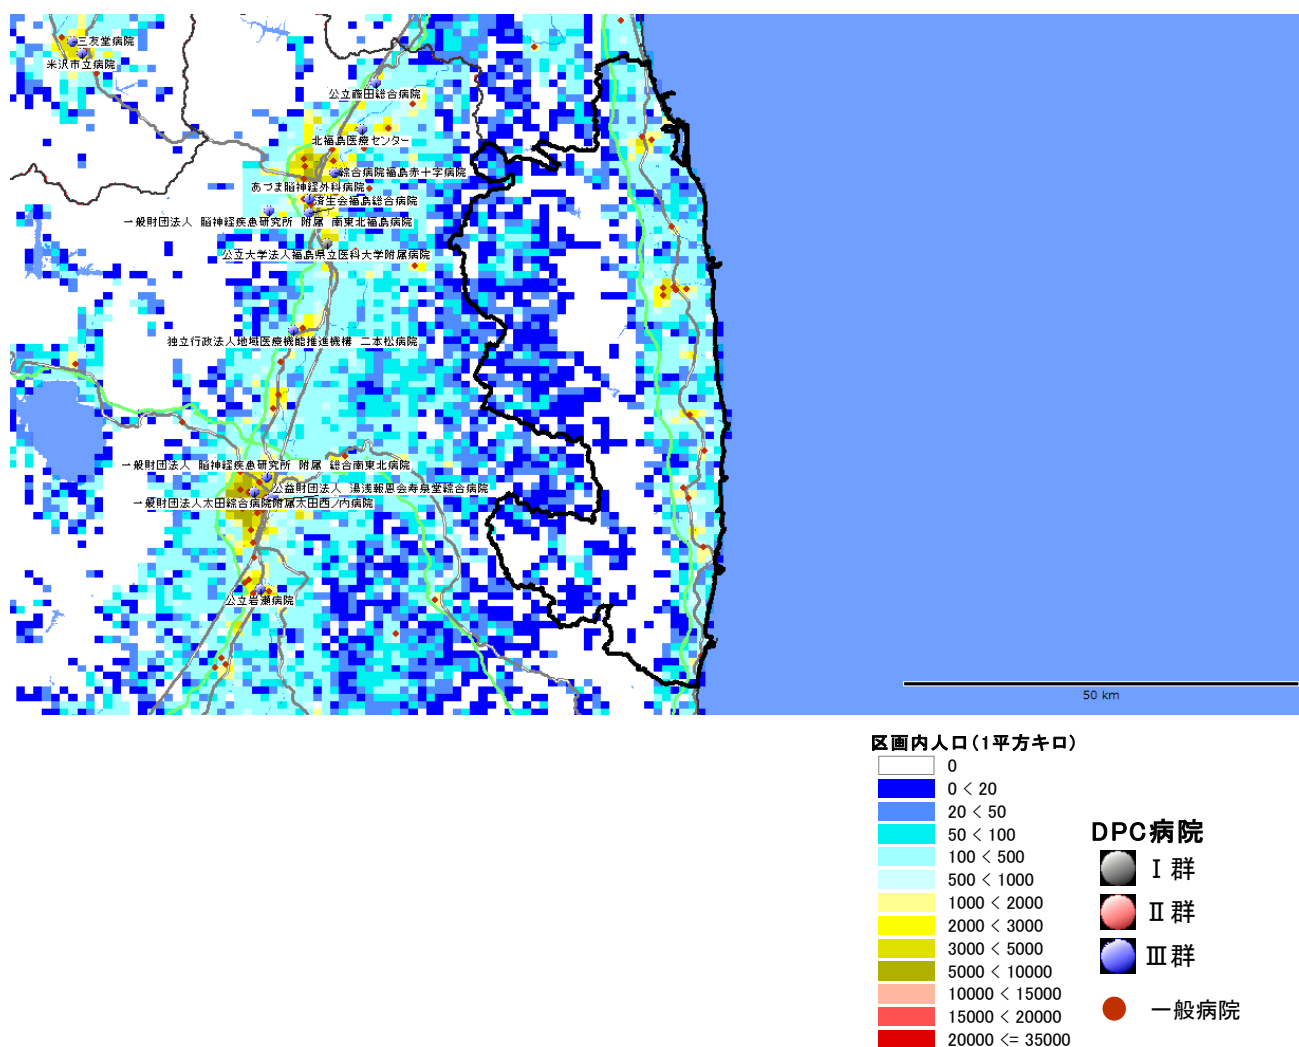 三友堂病院
米沢市立病院
公立藤田総合病院
北福島医療センター
綜合病院福島赤十字病院
あづま脳神経外科病院
済生会福島総合病院
一般財団法人 脳神経疾患研究所 附属 南東北福島病院
公立大学法人福島県立医科大学附属病院
独立行政法人地域医療機能推進機構 二本松病院
一般財団法人 脳神経疾患研究所 附属 総合南東北病院
公益財団法人 湯浅報恩会寿泉堂綜合病院
一般財団法人太田綜合病院附属太田西ノ内病院
公立岩瀬病院
50 km
区画内人口(1平方キロ)
0
0 < 20
20 < 50
50 < 100
100 < 500
500 < 1000
1000 < 2000
2000 < 3000
3000 < 5000
5000 < 10000
10000 < 15000
15000 < 20000
20000 <= 35000
DPC病院
Ⅰ群
Ⅱ群
Ⅲ群
一般病院